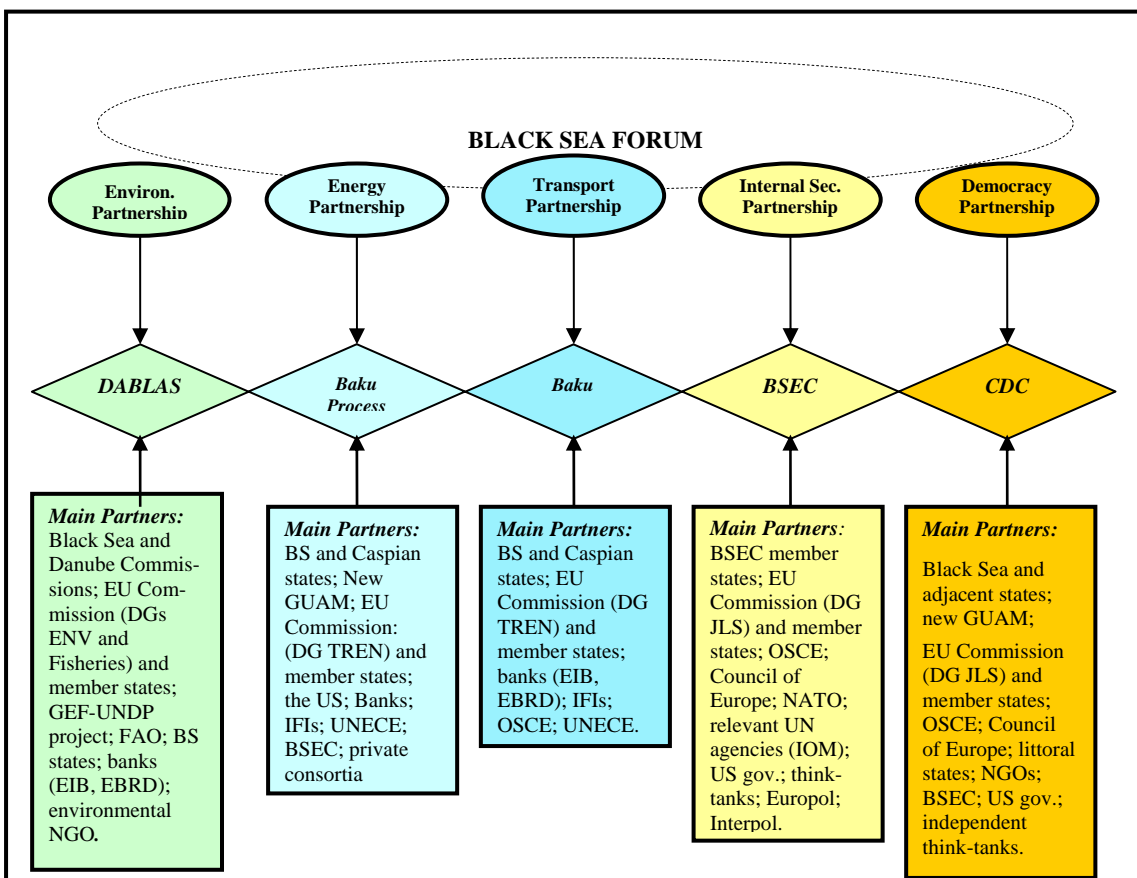 BLACK SEA FORUM
Environ.
Partnership
Energy
Partnership
Transport
Partnership
Internal Sec.
Partnership
Democracy
Partnership
DABLAS
Baku
Process
Baku
BSEC
CDC
Main Partners:
Black Sea and
Danube Commis-
sions; EU Com-
mission (DGs
ENV and
Fisheries) and
member states;
GEF-UNDP
project; FAO; BS
states; banks
(EIB, EBRD);
environmental
NGO.
Main Partners:
BS and Caspian
states; New
GUAM; EU
Commission:
(DG TREN) and
member states;
the US; Banks;
IFIs; UNECE;
BSEC; private
consortia
Main Partners:
BS and Caspian
states; EU
Commission (DG
TREN) and
member states;
banks (EIB,
EBRD); IFIs;
OSCE; UNECE.
Main Partners:
BSEC member
states; EU
Commission (DG
JLS) and member
states; OSCE;
Council of
Europe; NATO;
relevant UN
agencies (IOM);
US gov.; think-
tanks; Europol;
Interpol.
Main Partners:
Black Sea and
adjacent states;
new GUAM;
EU Commission
(DG JLS) and
member states;
OSCE; Council
of Europe; littoral
states; NGOs;
BSEC; US gov.;
independent
think-tanks.